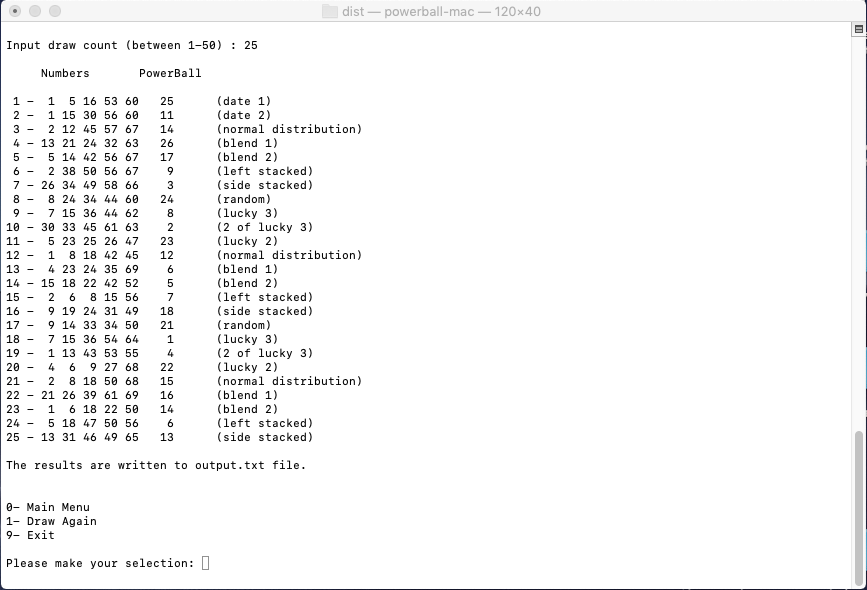 dist — powerball-mac — 120×40
Input draw count (between 1-50) : 25
Numbers PowerBall
1 - 1 5 16 53 60 25 (date 1)
2 - 1 15 30 56 60 11 (date 2)
3 - 2 12 45 57 67 14 (normal distribution)
4 - 13 21 24 32 63 26 (blend 1)
5 - 5 14 42 56 67 17 (blend 2)
6 - 2 38 50 56 67 9 (left stacked)
7 - 26 34 49 58 66 3 (side stacked)
8 - 8 24 34 44 60 24 (random)
9 - 7 15 36 44 62 8 (lucky 3)
10 - 30 33 45 61 63 2 (2 of lucky 3)
11 - 5 23 25 26 47 23 (lucky 2)
12 - 1 8 18 42 45 12 (normal distribution)
13 - 4 23 24 35 69 6 (blend 1)
14 - 15 18 22 42 52 5 (blend 2)
15 - 2 6 8 15 56 7 (left stacked)
16 - 9 19 24 31 49 18 (side stacked)
17 - 9 14 33 34 50 21 (random)
18 - 7 15 36 54 64 1 (lucky 3)
19 - 1 13 43 53 55 4 (2 of lucky 3)
20 - 4 6 9 27 68 22 (lucky 2)
21 - 2 8 18 50 68 15 (normal distribution)
22 - 21 26 39 61 69 16 (blend 1)
23 - 1 6 18 22 50 14 (blend 2)
24 - 5 18 47 50 56 6 (left stacked)
25 - 13 31 46 49 65 13 (side stacked)
The results are written to output.txt file.
0- Main Menu
1- Draw Again
9- Exit
Please make your selection: